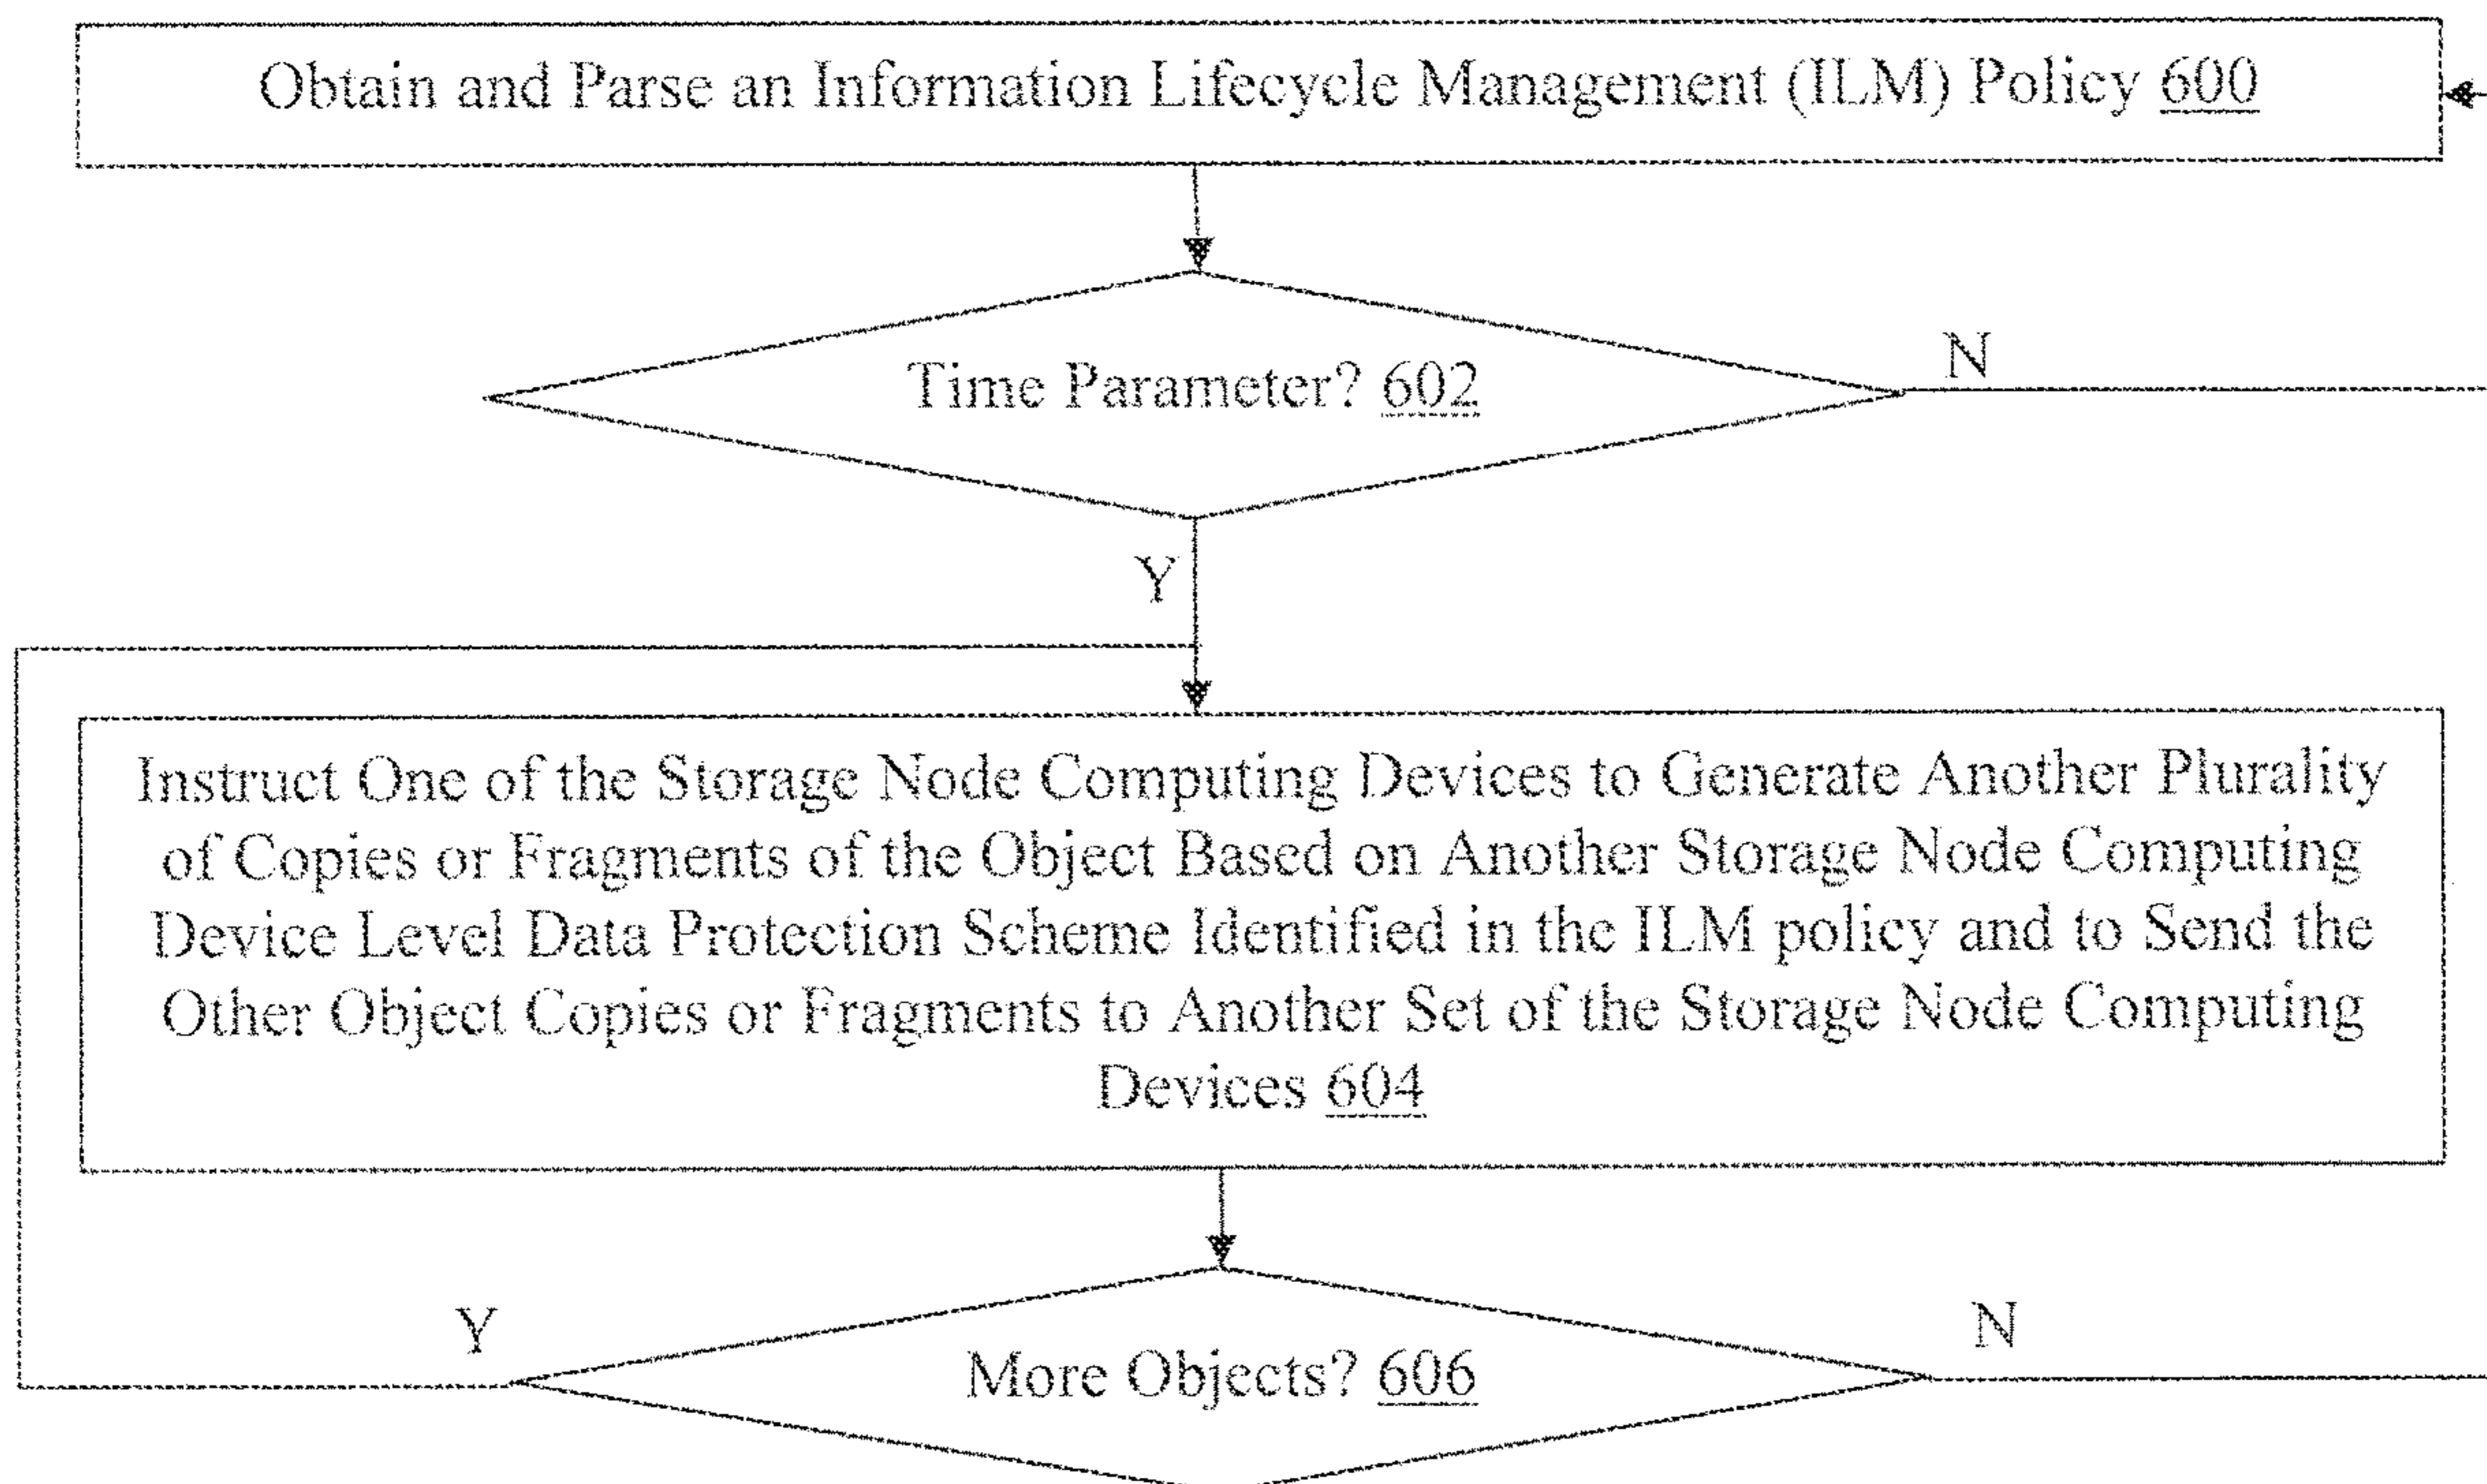 Obtain and Parse an Information Lifecycle Management (ILM) Policy 600
Time Parameter? 602
N
Y
Instruct One of the Storage Node Computing Devices to Generate Another Plurality
of Copies or Fragments of the Object Based on Another Storage Node Computing
Device Level Data Protection Scheme Identified in the ILM policy and to Send the
Other Object Copies or Fragments to Another Set of the Storage Node Computing
Devices 604
Y
N
More Objects? 606